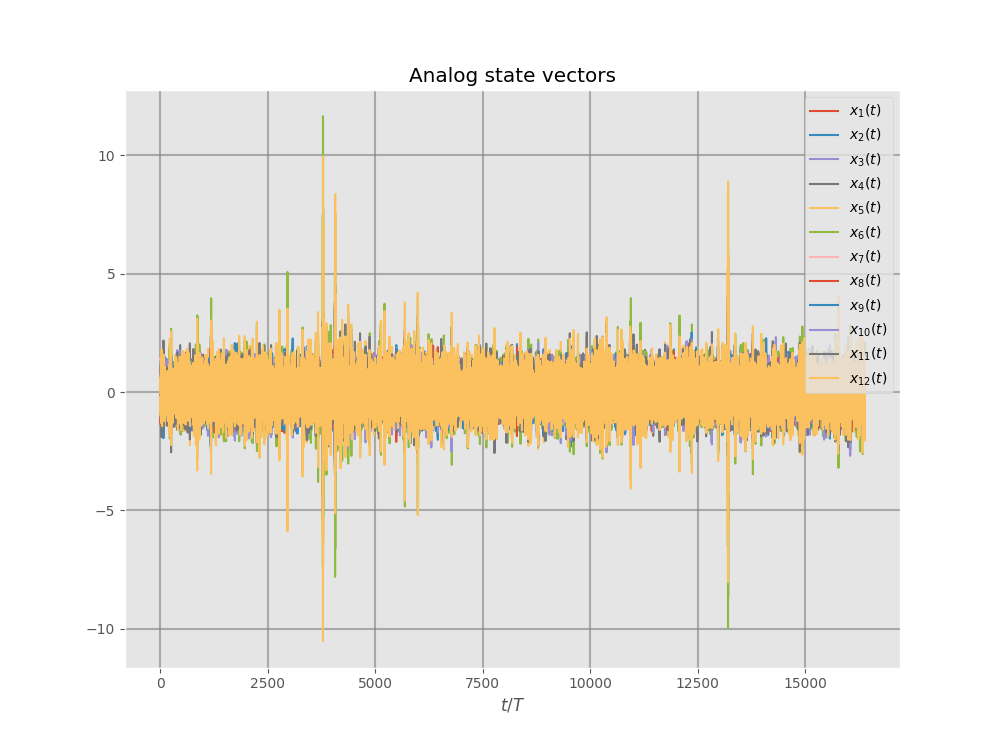 Analog state vectors
10
5
0
−5
−10
0 2500 5000 7500 10000 12500 15000
t/T
x₁(t)
x₂(t)
x₃(t)
x₄(t)
x₅(t)
x₆(t)
x₇(t)
x₈(t)
x₉(t)
x₁₀(t)
x₁₁(t)
x₁₂(t)